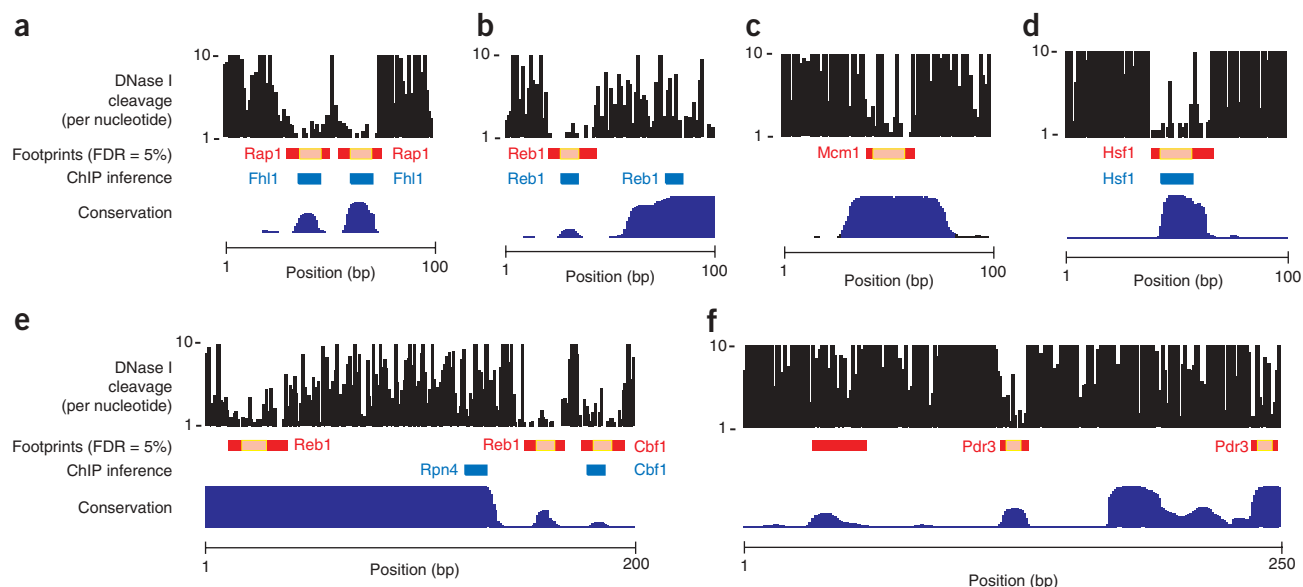 a
b
c
d
10
1
10
1
10
1
10
1
DNase I
cleavage
(per nucleotide)
Footprints (FDR = 5%)
Rap1
Rap1
Reb1
Mcm1
Hsf1
ChIP inference
Fhl1
Fhl1
Reb1
Reb1
Hsf1
Conservation
1
Position (bp)
100
1
Position (bp)
100
1
Position (bp)
100
1
Position (bp)
100
e
f
10
1
10
1
DNase I
cleavage
(per nucleotide)
Footprints (FDR = 5%)
Reb1
Reb1
Cbf1
Pdr3
Pdr3
ChIP inference
Rpn4
Cbf1
Conservation
1
Position (bp)
200
1
Position (bp)
250